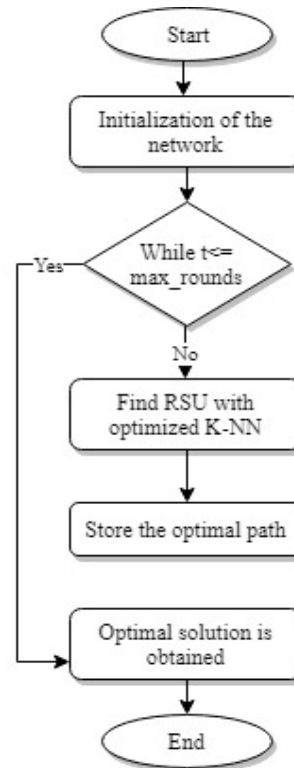 Start
Initialization of the
network
While t<=
max_rounds
Yes
No
Find RSU with
optimized K-NN
Store the optimal path
Optimal solution is
obtained
End